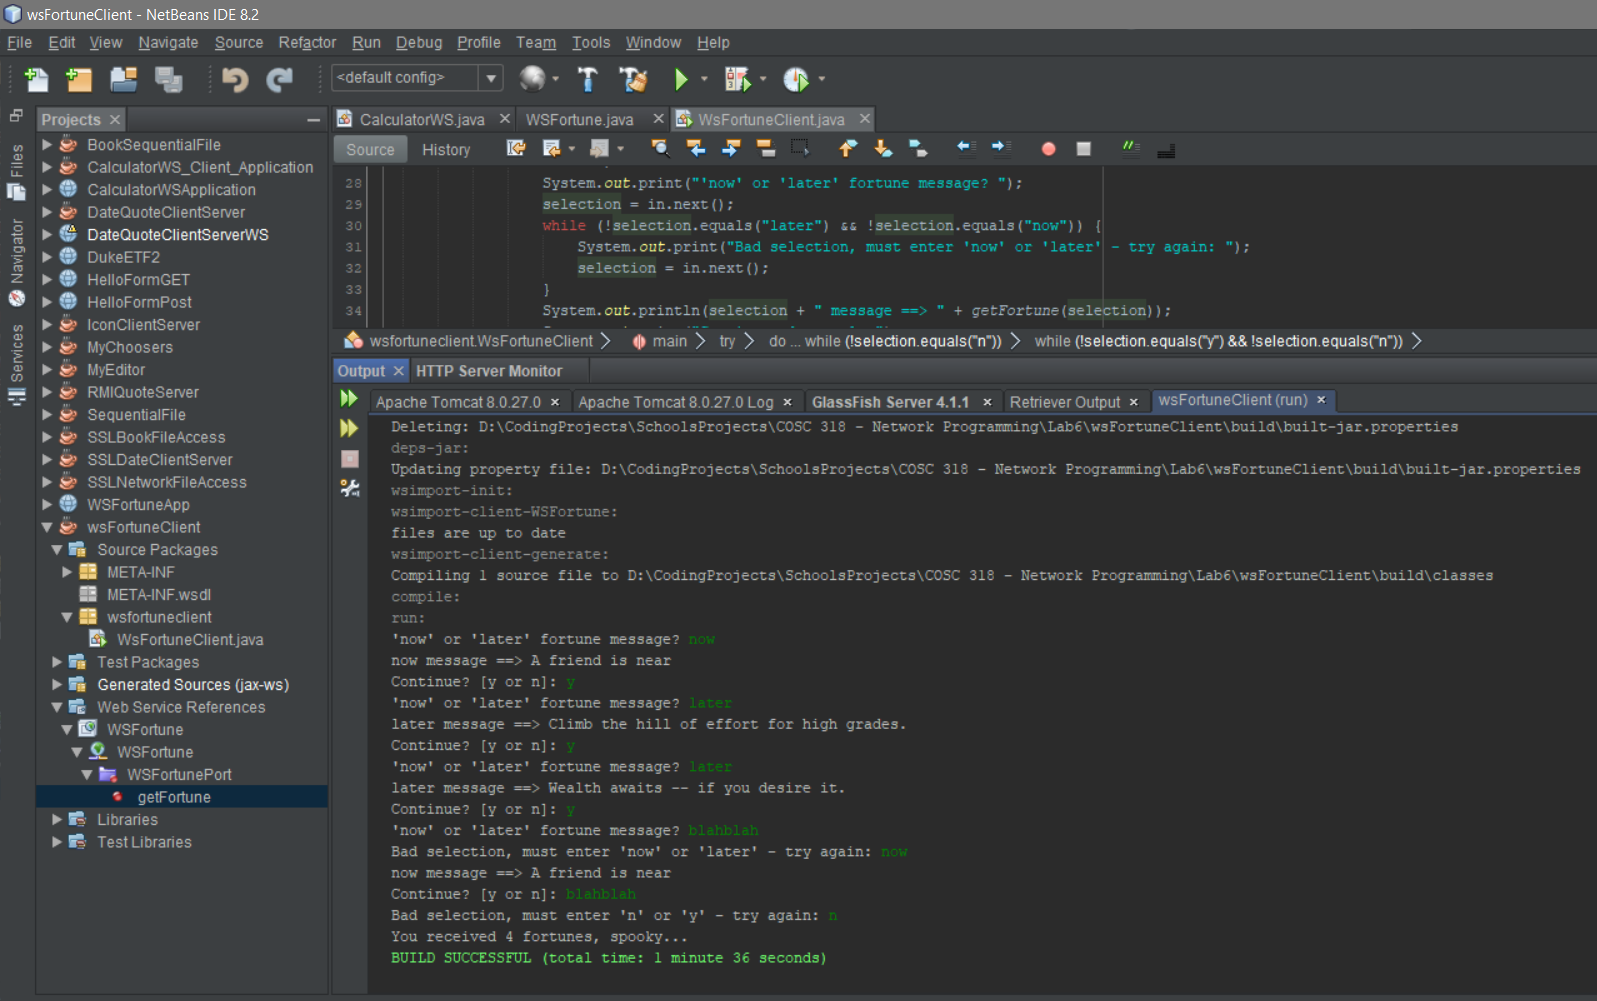 wsFortuneClient - NetBeans IDE 8.2
File Edit View Navigate Source Refactor Run Debug Profile Team Tools Window Help
<default config>
Files
Navigator
Services
Projects
BookSequentialFile
CalculatorWS_Client_Application
CalculatorWSApplication
DateQuoteClientServer
DateQuoteClientServerWS
DukeETF2
HelloFormGET
HelloFormPost
IconClientServer
MyChoosers
MyEditor
RMIQuoteServer
SequentialFile
SSLBookFileAccess
SSLDateClientServer
SSLNetworkFileAccess
WSFortuneApp
wsFortuneClient
Source Packages
META-INF
META-INF.wsdl
wsfortuneclient
WsFortuneClient.java
Test Packages
Generated Sources (jax-ws)
Web Service References
WSFortune
WSFortune
WSFortunePort
getFortune
Libraries
Test Libraries
CalculatorWS.java WSFortune.java WsFortuneClient.java
Source History
28 System.out.print("'now' or 'later' fortune message? ");
29 selection = in.next();
30 while (!selection.equals("later") && !selection.equals("now")) {
31 System.out.print("Bad selection, must enter 'now' or 'later' - try again: ");
32 selection = in.next();
33 }
34 System.out.println(selection + " message ==> " + getFortune(selection));
wsfortuneclient.WsFortuneClient main try do ... while (!selection.equals("n")) while (!selection.equals("y") && !selection.equals("n"))
Output HTTP Server Monitor
Apache Tomcat 8.0.27.0 Apache Tomcat 8.0.27.0 Log GlassFish Server 4.1.1 Retriever Output wsFortuneClient (run)
Deleting: D:\CodingProjects\SchoolsProjects\COSC 318 - Network Programming\Lab6\wsFortuneClient\build\built-jar.properties
deps-jar:
Updating property file: D:\CodingProjects\SchoolsProjects\COSC 318 - Network Programming\Lab6\wsFortuneClient\build\built-jar.properties
wsimport-init:
wsimport-client-WSFortune:
files are up to date
wsimport-client-generate:
Compiling 1 source file to D:\CodingProjects\SchoolsProjects\COSC 318 - Network Programming\Lab6\wsFortuneClient\build\classes
compile:
run:
'now' or 'later' fortune message? now
now message ==> A friend is near
Continue? [y or n]: y
'now' or 'later' fortune message? later
later message ==> Climb the hill of effort for high grades.
Continue? [y or n]: y
'now' or 'later' fortune message? later
later message ==> Wealth awaits -- if you desire it.
Continue? [y or n]: y
'now' or 'later' fortune message? blahblah
Bad selection, must enter 'now' or 'later' - try again: now
now message ==> A friend is near
Continue? [y or n]: blahblah
Bad selection, must enter 'n' or 'y' - try again: n
You received 4 fortunes, spooky...
BUILD SUCCESSFUL (total time: 1 minute 36 seconds)